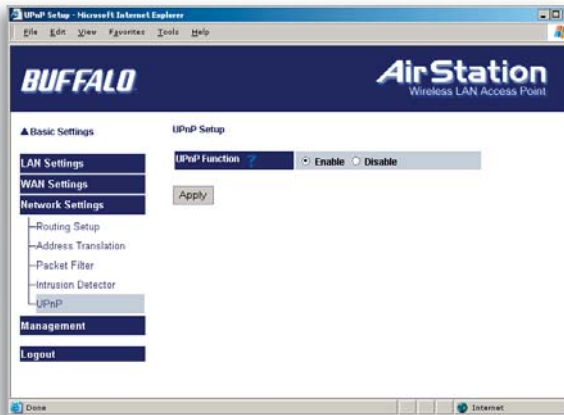 UPnP Setup - Microsoft Internet Explorer
File Edit View Favorites Tools Help
BUFFALO
AirStation
Wireless LAN Access Point
▲Basic Settings
LAN Settings
WAN Settings
Network Settings
Routing Setup
Address Translation
Packet Filter
Intrusion Detector
UPnP
Management
Logout
UPnP Setup
UPnP Function ? Enable Disable
Apply
Done Internet